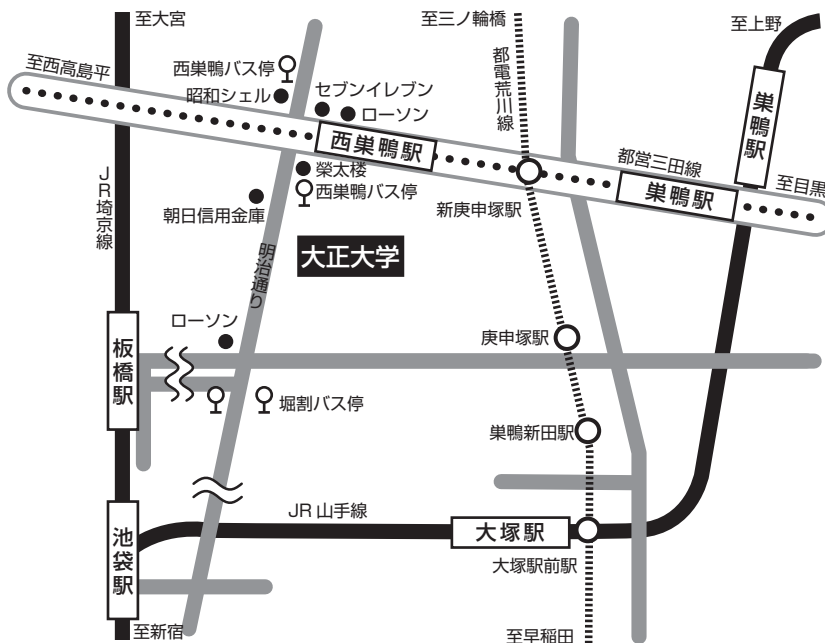 至大宮
至三ノ輪橋
至上野
至西高島平
西巣鴨バス停
昭和シェル
セブンイレブン
ローソン
都電荒川線
巣鴨駅
西巣鴨駅
都営三田線
巣鴨駅
至目黒
JR埼京線
榮太楼
西巣鴨バス停
朝日信用金庫
新庚申塚駅
大正大学
明治通り
ローソン
庚申塚駅
板橋駅
堀割バス停
巣鴨新田駅
JR山手線
大塚駅
池袋駅
大塚駅前駅
至新宿
至早稲田